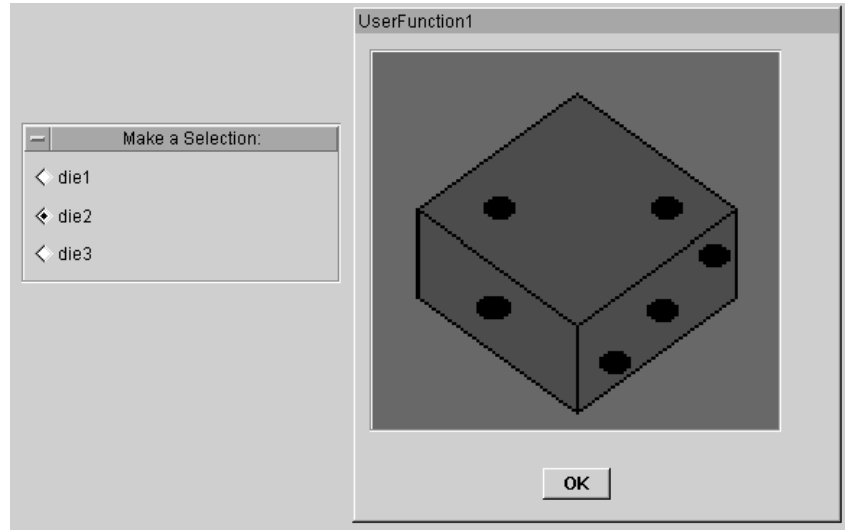 UserFunction1
Make a Selection:
die1
die2
die3
OK